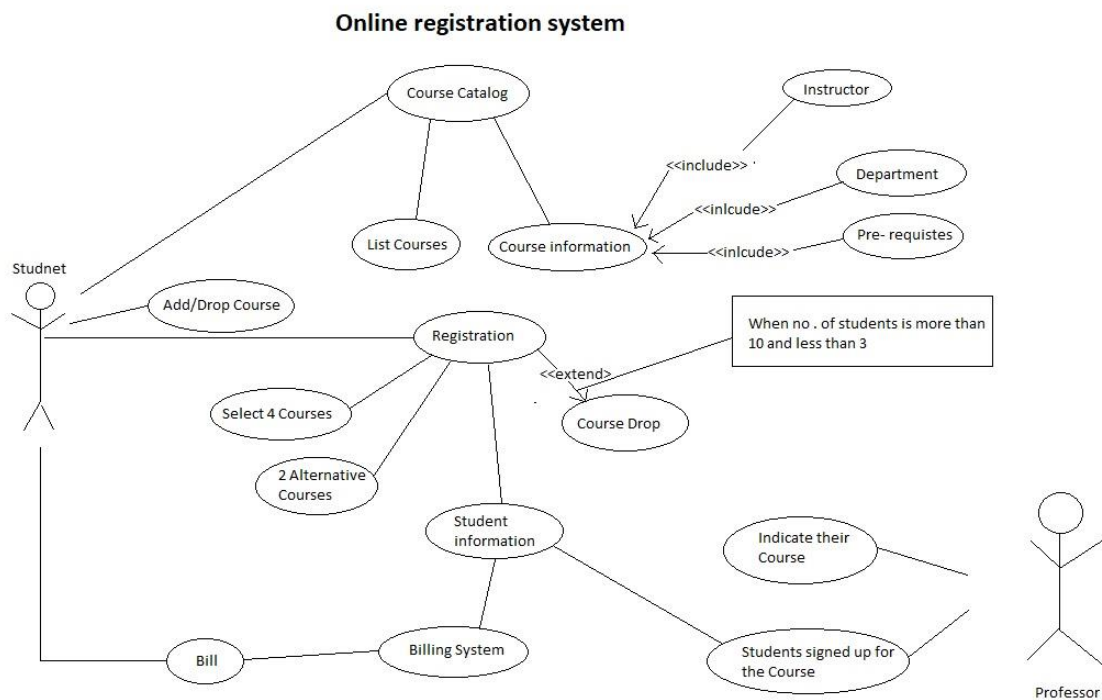 Online registration system
Course Catalog
Instructor
<<include>>
Department
<<inlcude>>
List Courses
Course information
Pre- requistes
<<inlcude>>
Studnet
Add/Drop Course
Registration
When no . of students is more than
10 and less than 3
<<extend>
Select 4 Courses
Course Drop
2 Alternative
Courses
Student
information
Indicate their
Course
Bill
Billing System
Students signed up for
the Course
Professor